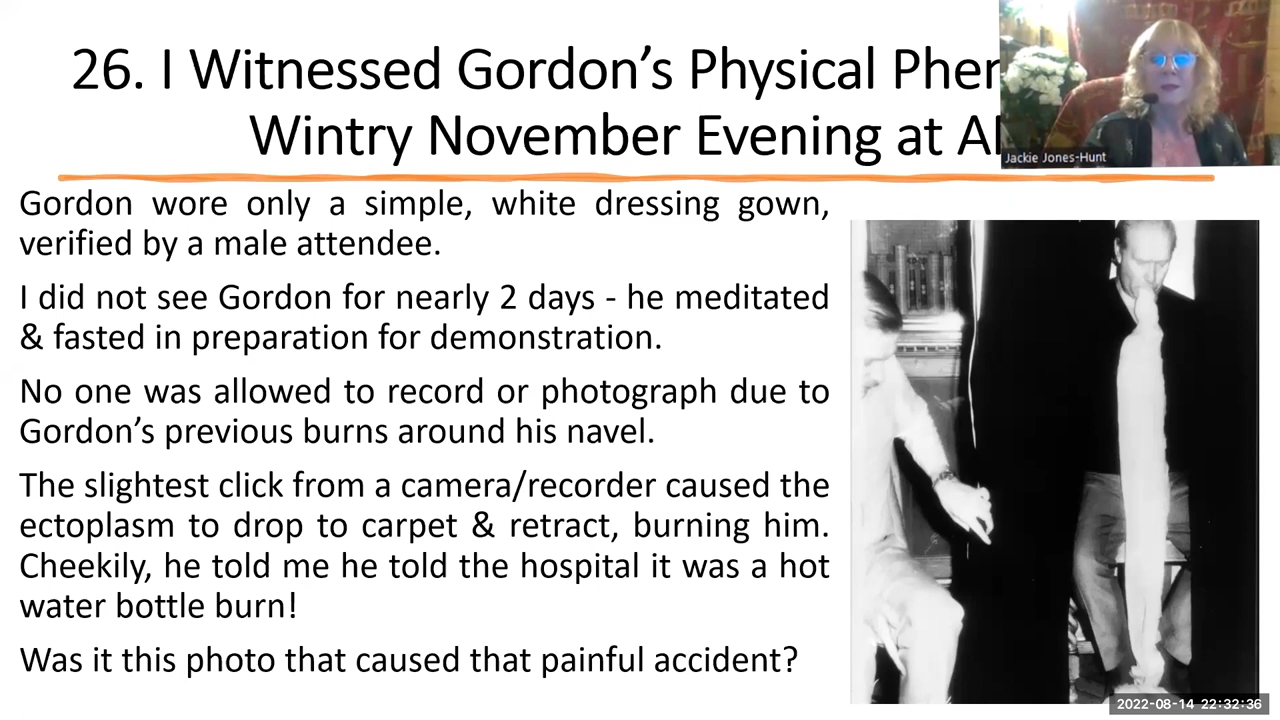 26. I Witnessed Gordon's Physical
Wintry November Evening at
Jackie Jones-Hunt
Gordon wore only a simple, white dressing gown,
verified by a male attendee.
I did not see Gordon for nearly 2 days - he meditated
& fasted in preparation for demonstration.
No one was allowed to record or photograph due to
Gordon's previous burns around his navel.
The slightest click from a camera/recorder caused the
ectoplasm to drop to carpet & retract, burning him.
Cheekily, he told me he told the hospital it was a hot
water bottle burn!
Was it this photo that caused that painful accident?
2022-08-14 22:32:36